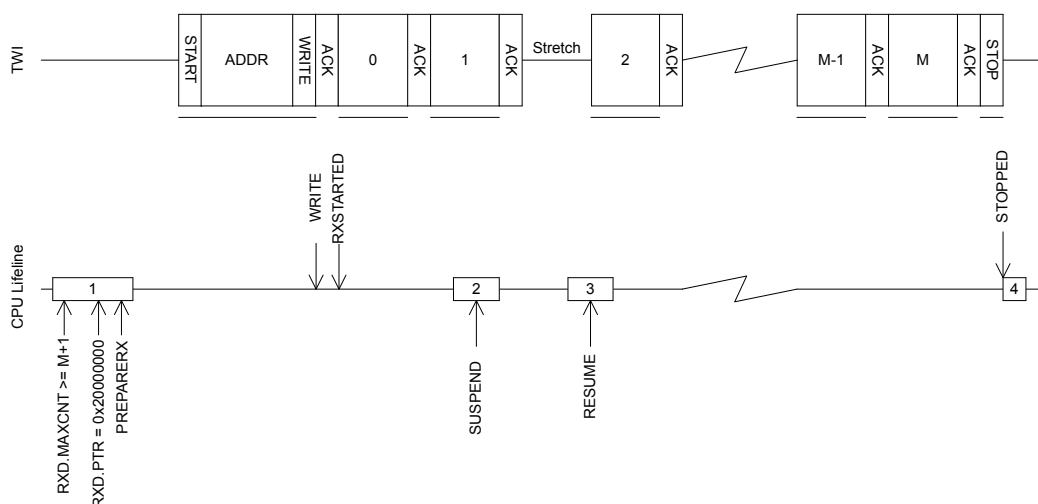 TWI
START
ADDR
WRITE
ACK
0
ACK
1
ACK
Stretch
2
ACK
M-1
ACK
M
ACK
STOP
CPU Lifeline
WRITE
RXSTARTED
STOPPED
1
2
3
4
RXD.MAXCNT >= M+1
RXD.PTR = 0x20000000
PREPARERX
SUSPEND
RESUME